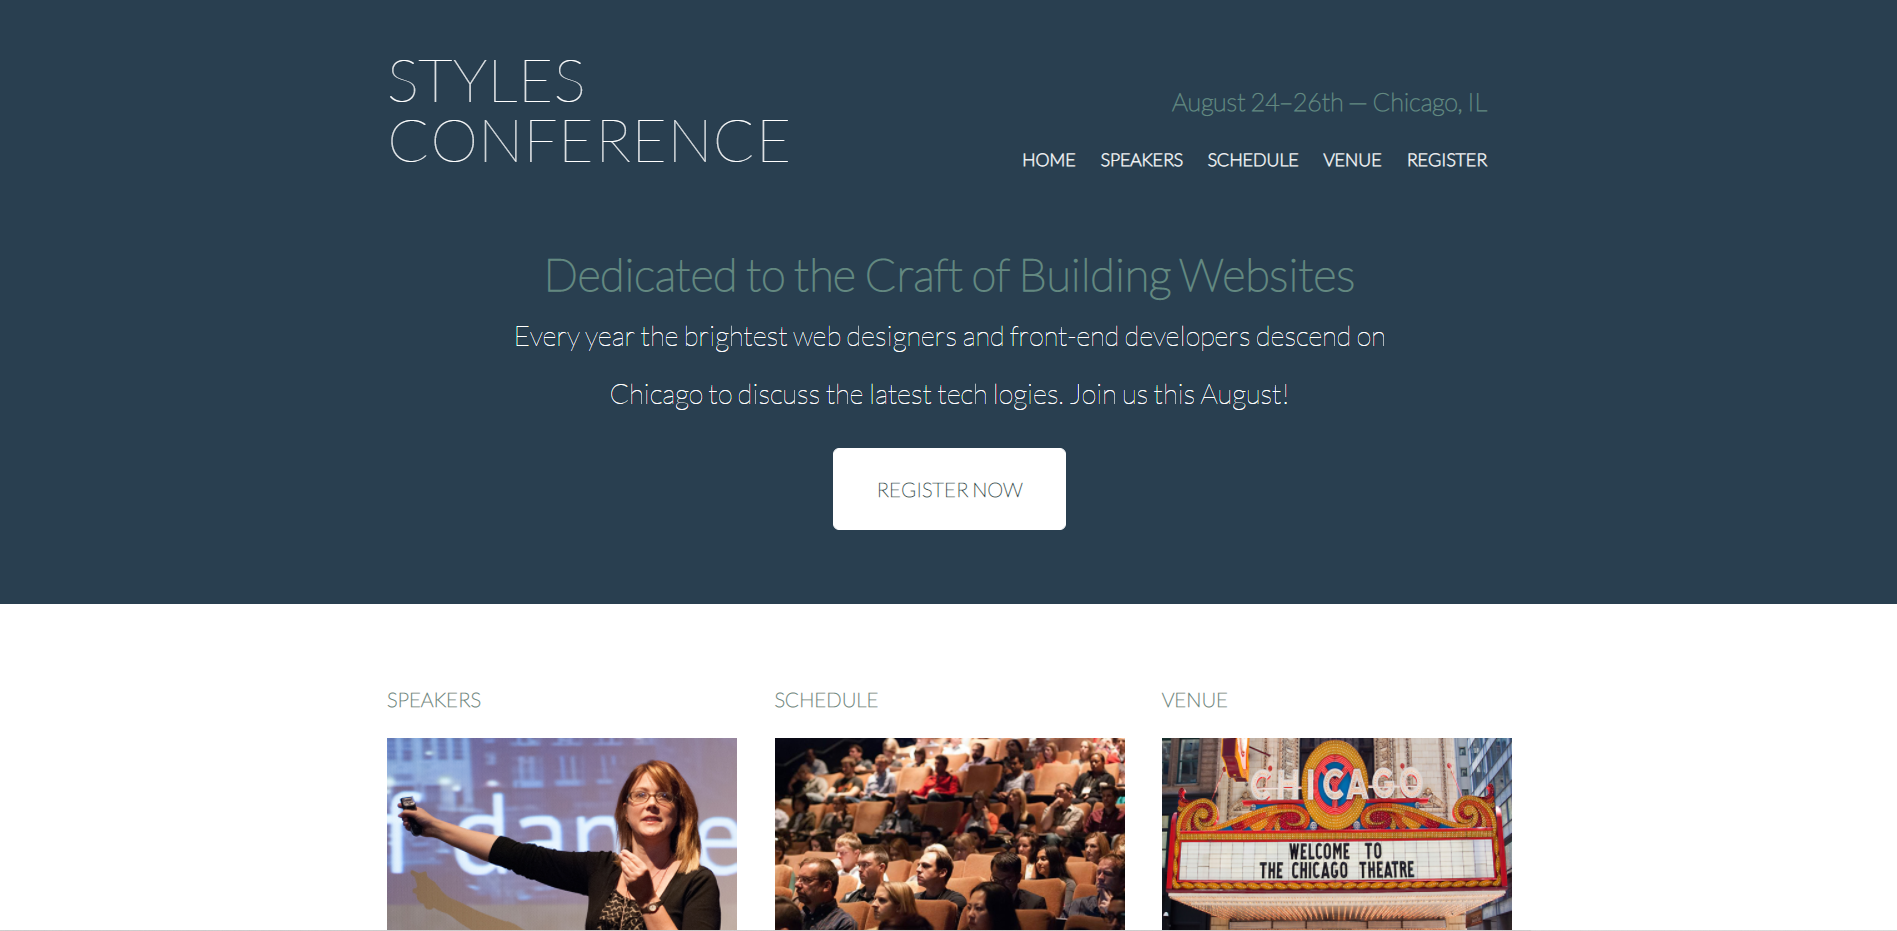 STYLES
CONFERENCE
August 24–26th — Chicago, IL
HOME SPEAKERS SCHEDULE VENUE REGISTER
Dedicated to the Craft of Building Websites
Every year the brightest web designers and front-end developers descend on
Chicago to discuss the latest tech logies. Join us this August!
REGISTER NOW
SPEAKERS SCHEDULE VENUE
f dan e
CHICAGO
WELCOME TO
THE CHICAGO THEATRE